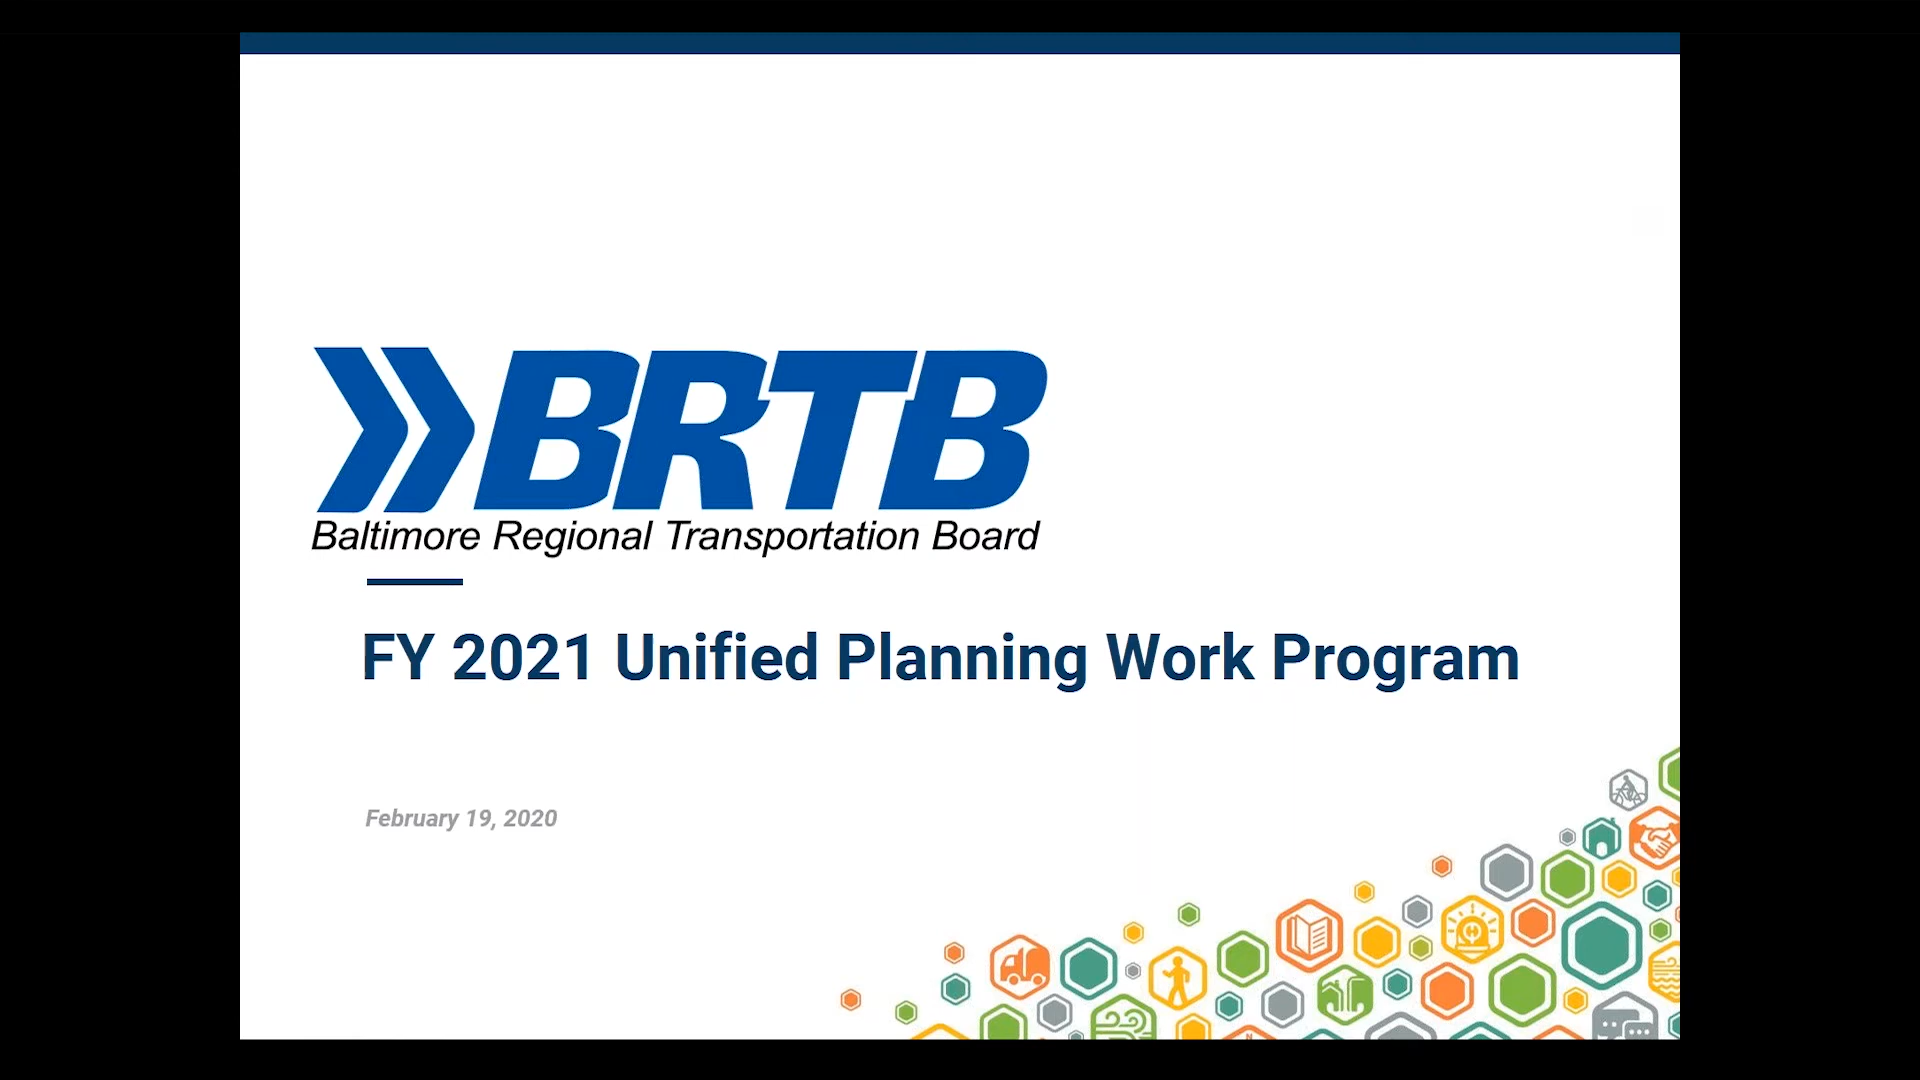 BRTB
Baltimore Regional Transportation Board
FY 2021 Unified Planning Work Program
February 19, 2020